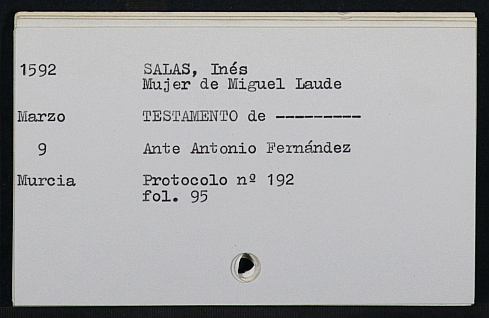 1592 SALAS, Inés
Mujer de Miguel Laude
Marzo TESTAMENTO de ---------
9 Ante Antonio Fernández
Murcia Protocolo nº 192
fol. 95